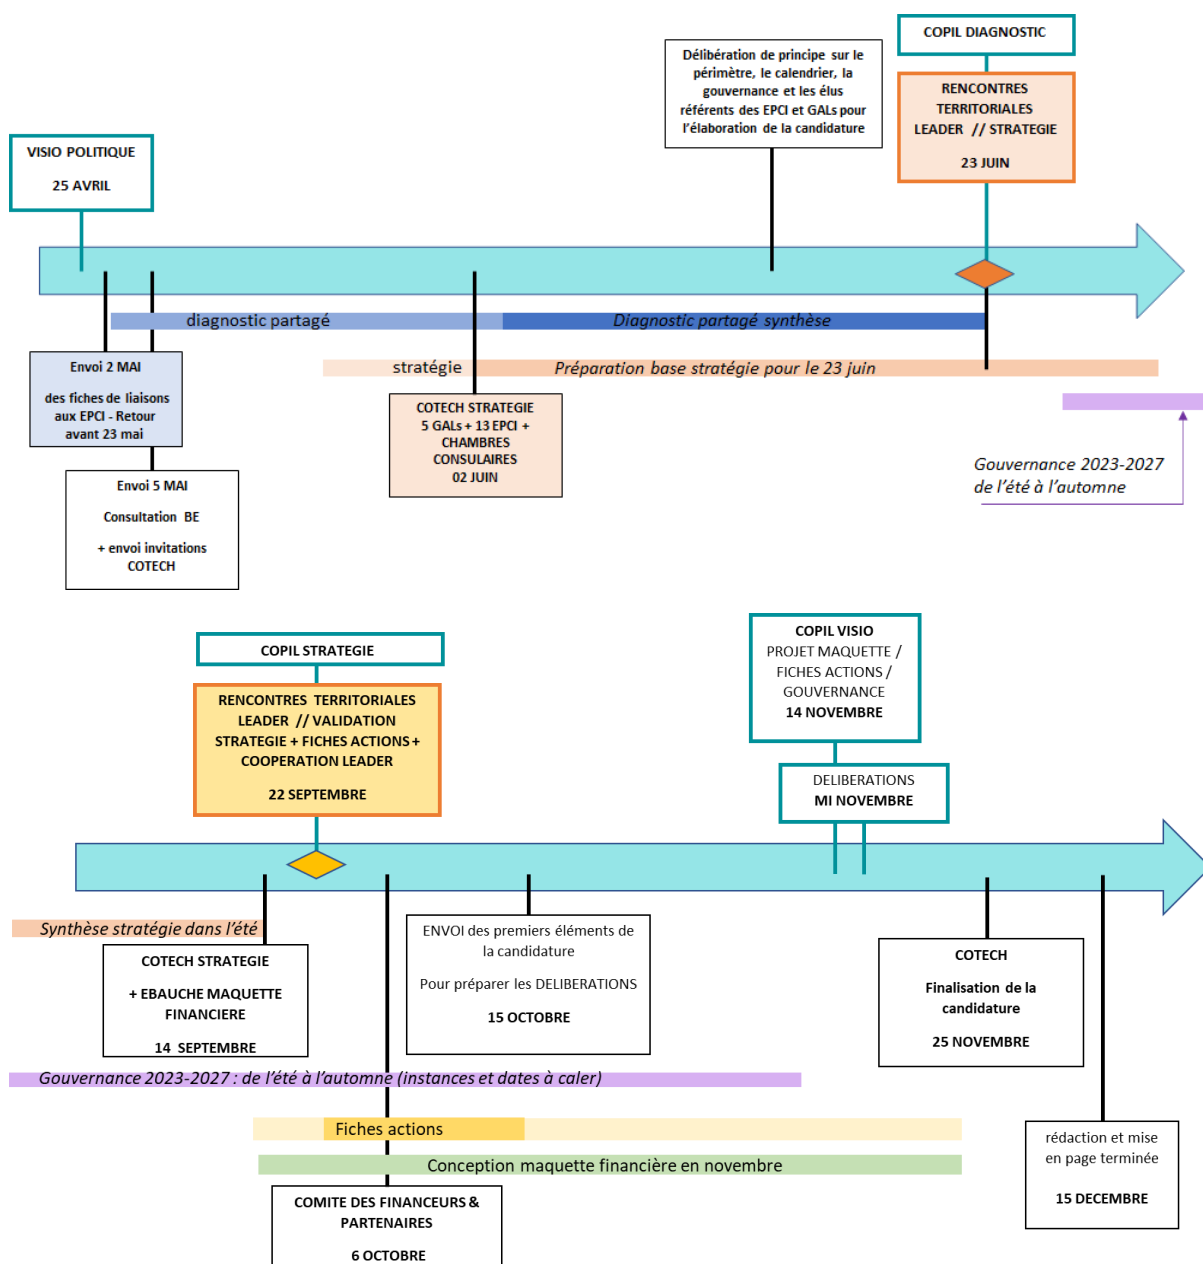 COPIL DIAGNOSTIC
Délibération de principe sur le
périmètre, le calendrier, la
gouvernance et les élus
référents des EPCI et GALs pour
l'élaboration de la candidature
RENCONTRES
TERRITORIALES
LEADER // STRATEGIE
23 JUIN
VISIO POLITIQUE
25 AVRIL
diagnostic partagé
Diagnostic partagé synthèse
stratégie
Préparation base stratégie pour le 23 juin
Envoi 2 MAI
des fiches de liaisons
aux EPCI - Retour
avant 23 mai
COTECH STRATEGIE
5 GALs + 13 EPCI +
CHAMBRES
CONSULAIRES
02 JUIN
Gouvernance 2023-2027
de l'été à l'automne
Envoi 5 MAI
Consultation BE
+ envoi invitations
COTECH
COPIL STRATEGIE
RENCONTRES TERRITORIALES
LEADER // VALIDATION
STRATEGIE + FICHES ACTIONS +
COOPERATION LEADER
22 SEPTEMBRE
COPIL VISIO
PROJET MAQUETTE /
FICHES ACTIONS /
GOUVERNANCE
14 NOVEMBRE
DELIBERATIONS
MI NOVEMBRE
Synthèse stratégie dans l'été
COTECH STRATEGIE
+ EBAUCHE MAQUETTE
FINANCIERE
14 SEPTEMBRE
ENVOI des premiers éléments de
la candidature
Pour préparer les DELIBERATIONS
15 OCTOBRE
COTECH
Finalisation de la
candidature
25 NOVEMBRE
Gouvernance 2023-2027 : de l'été à l'automne (instances et dates à caler)
Fiches actions
Conception maquette financière en novembre
rédaction et mise
en page terminée
15 DECEMBRE
COMITE DES FINANCEURS &
PARTENAIRES
6 OCTOBRE